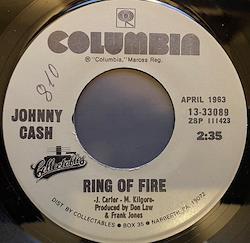 COLUMBIA
® "Columbia," Marcas Reg.
810
JOHNNY
CASH
APRIL 1963
13-33089
ZSP 111423
2:35
Collectables
RING OF FIRE
-J. Carter - M. Kilgore-
Produced by Don Law
& Frank Jones
DIST BY COLLECTABLES • BOX 35 • NARBERTH PA 19072